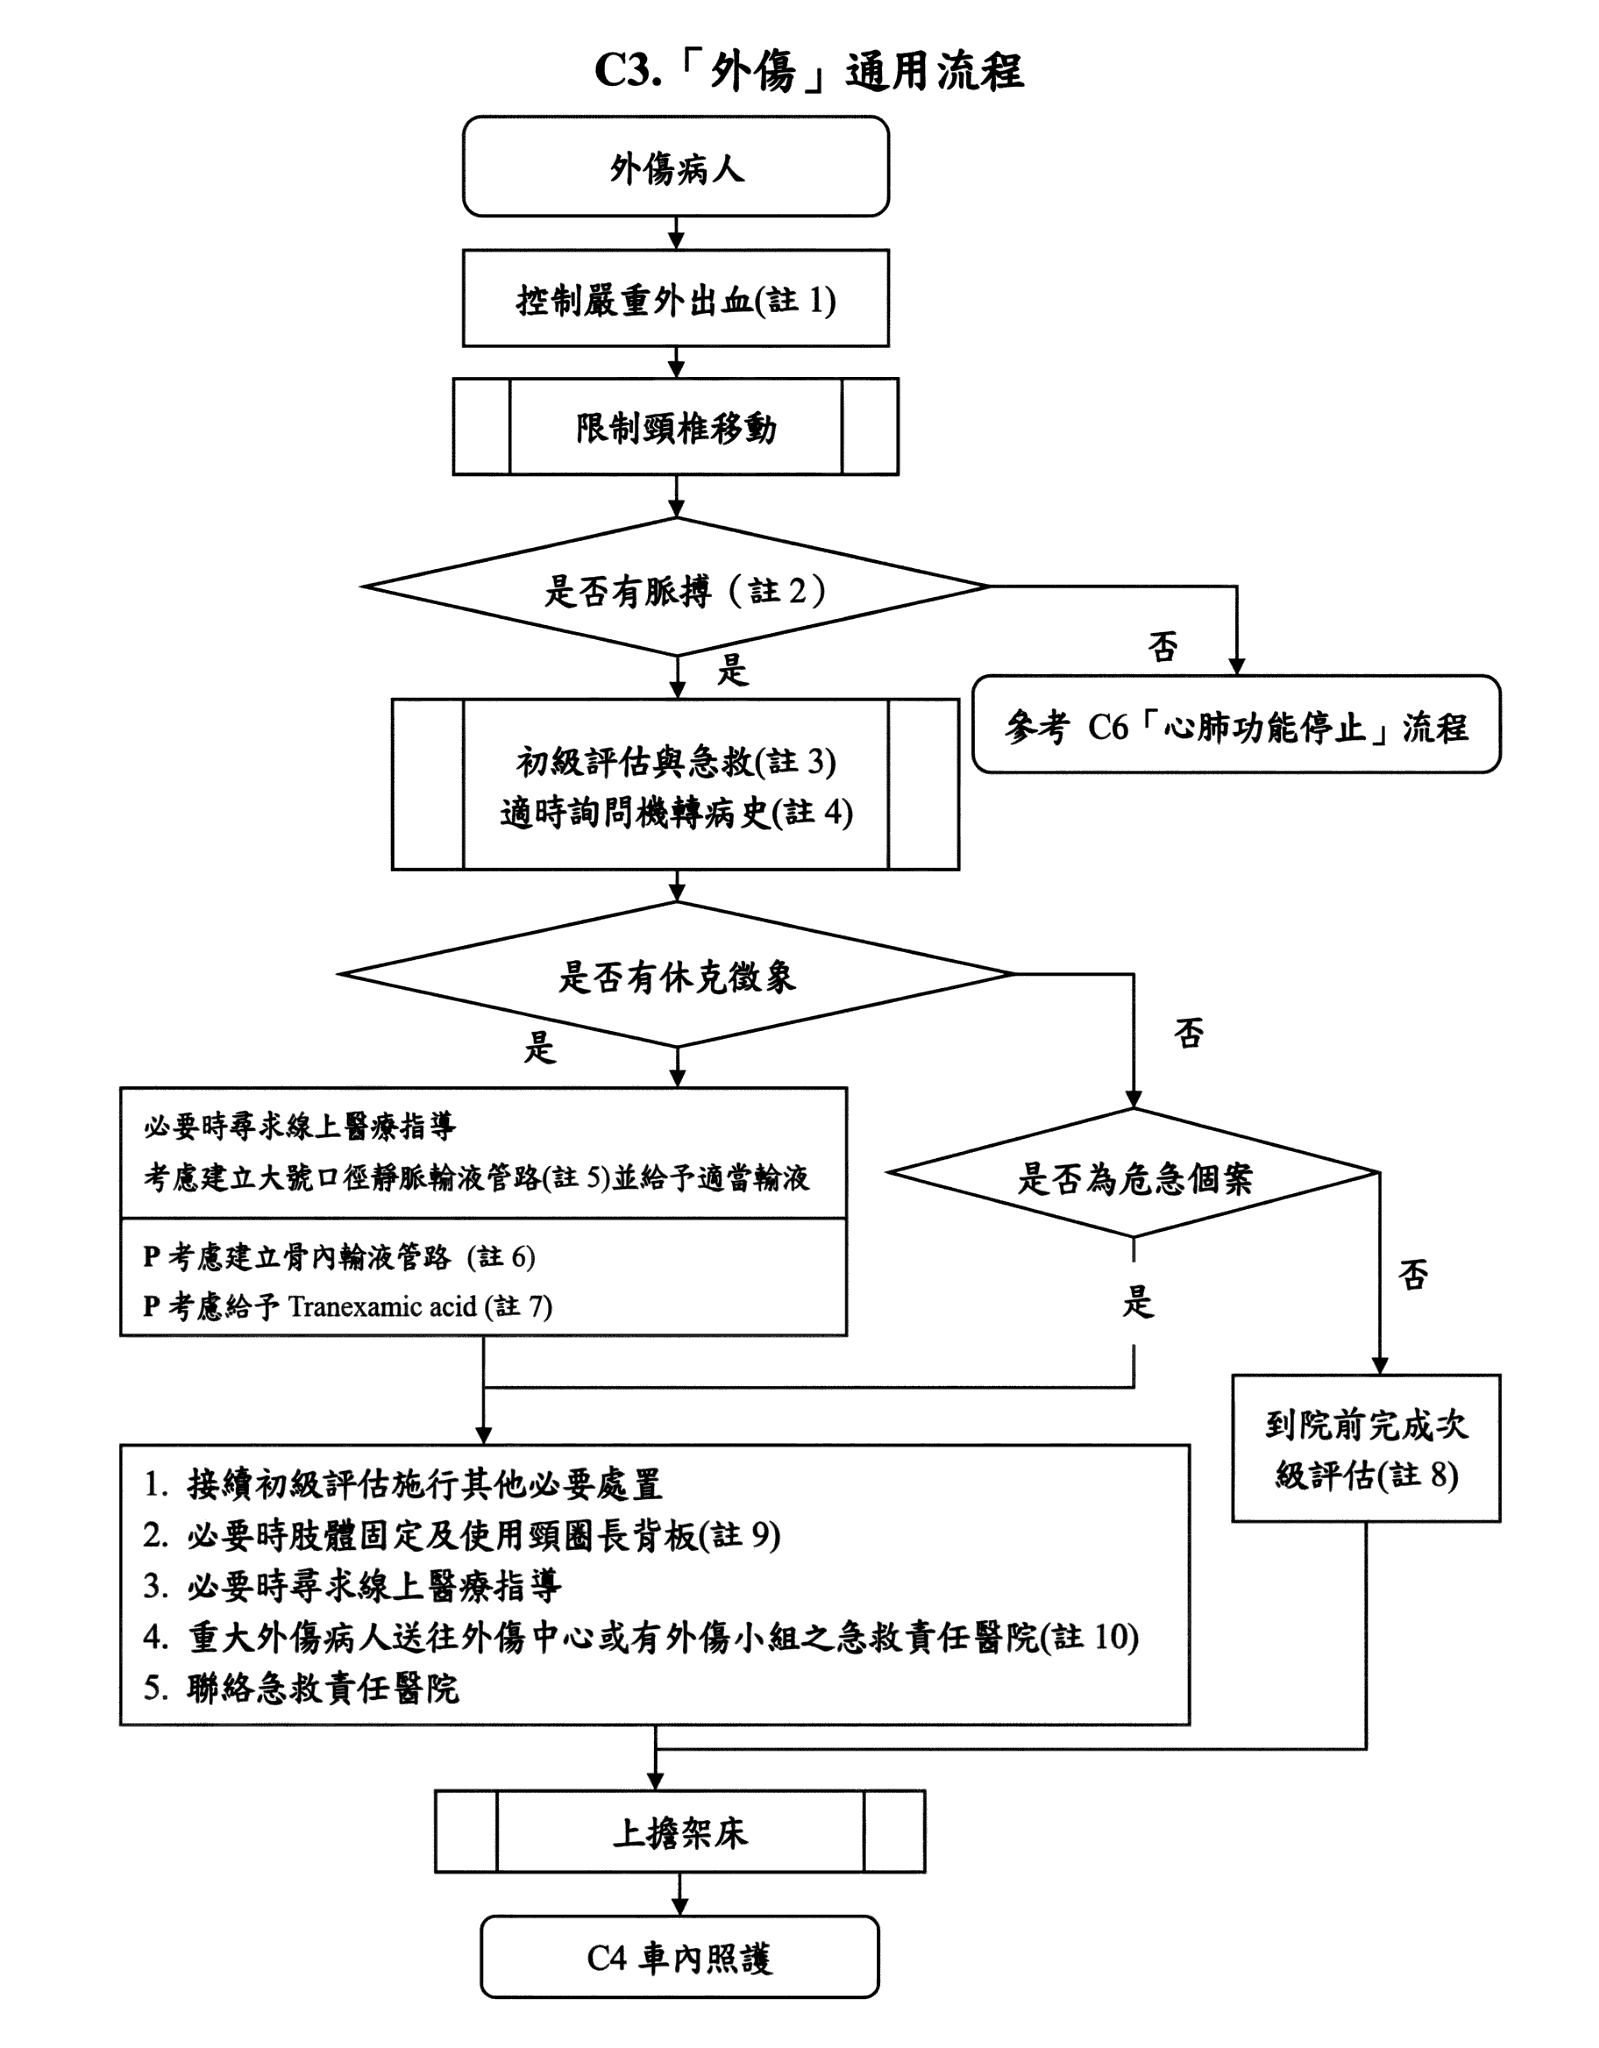 C3.「外傷」通用流程
外傷病人
控制嚴重外出血(註 1)
限制頸椎移動
是否有脈搏（註 2）
否
是
參考 C6「心肺功能停止」流程
初級評估與急救(註 3)
適時詢問機轉病史(註 4)
是否有休克徵象
否
是
必要時尋求線上醫療指導
考慮建立大號口徑靜脈輸液管路(註 5)並給予適當輸液
是否為危急個案
P 考慮建立骨內輸液管路 (註 6)
P 考慮給予 Tranexamic acid (註 7)
否
是
到院前完成次
級評估(註 8)
1. 接續初級評估施行其他必要處置
2. 必要時肢體固定及使用頸圈長背板(註 9)
3. 必要時尋求線上醫療指導
4. 重大外傷病人送往外傷中心或有外傷小組之急救責任醫院(註 10)
5. 聯絡急救責任醫院
上擔架床
C4 車內照護